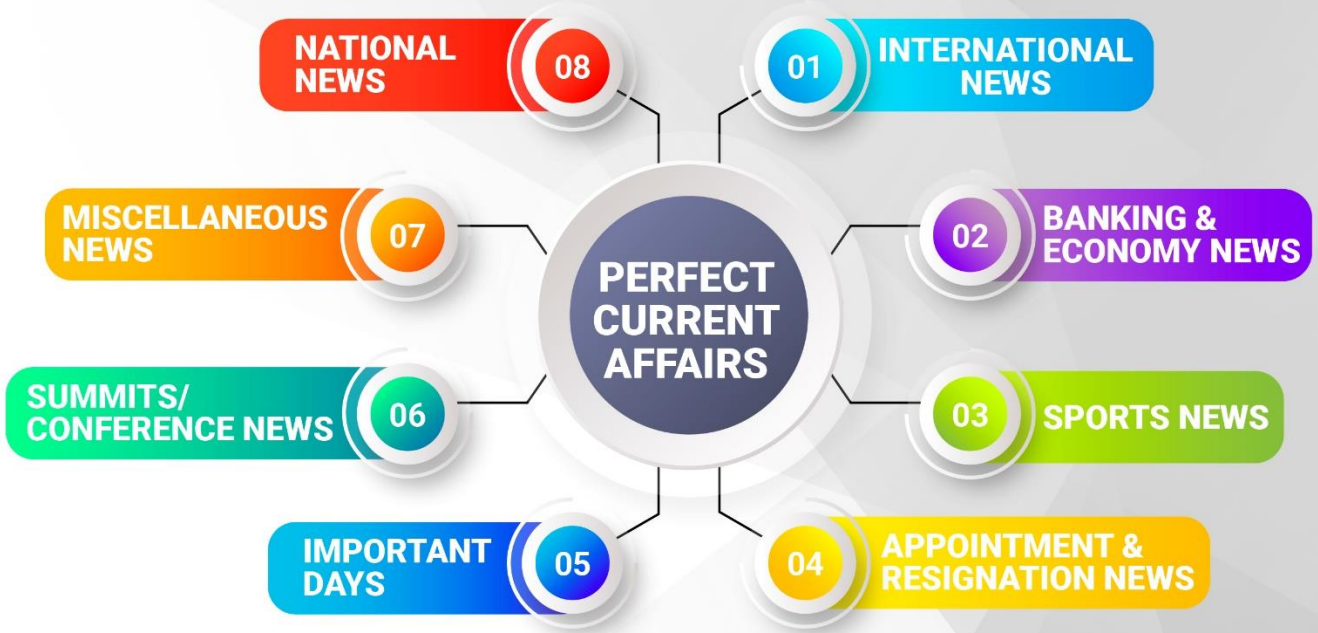 PERFECT
CURRENT
AFFAIRS
01
INTERNATIONAL
NEWS
02
BANKING &
ECONOMY NEWS
03
SPORTS NEWS
04
APPOINTMENT &
RESIGNATION NEWS
05
IMPORTANT
DAYS
06
SUMMITS/
CONFERENCE NEWS
07
MISCELLANEOUS
NEWS
08
NATIONAL
NEWS